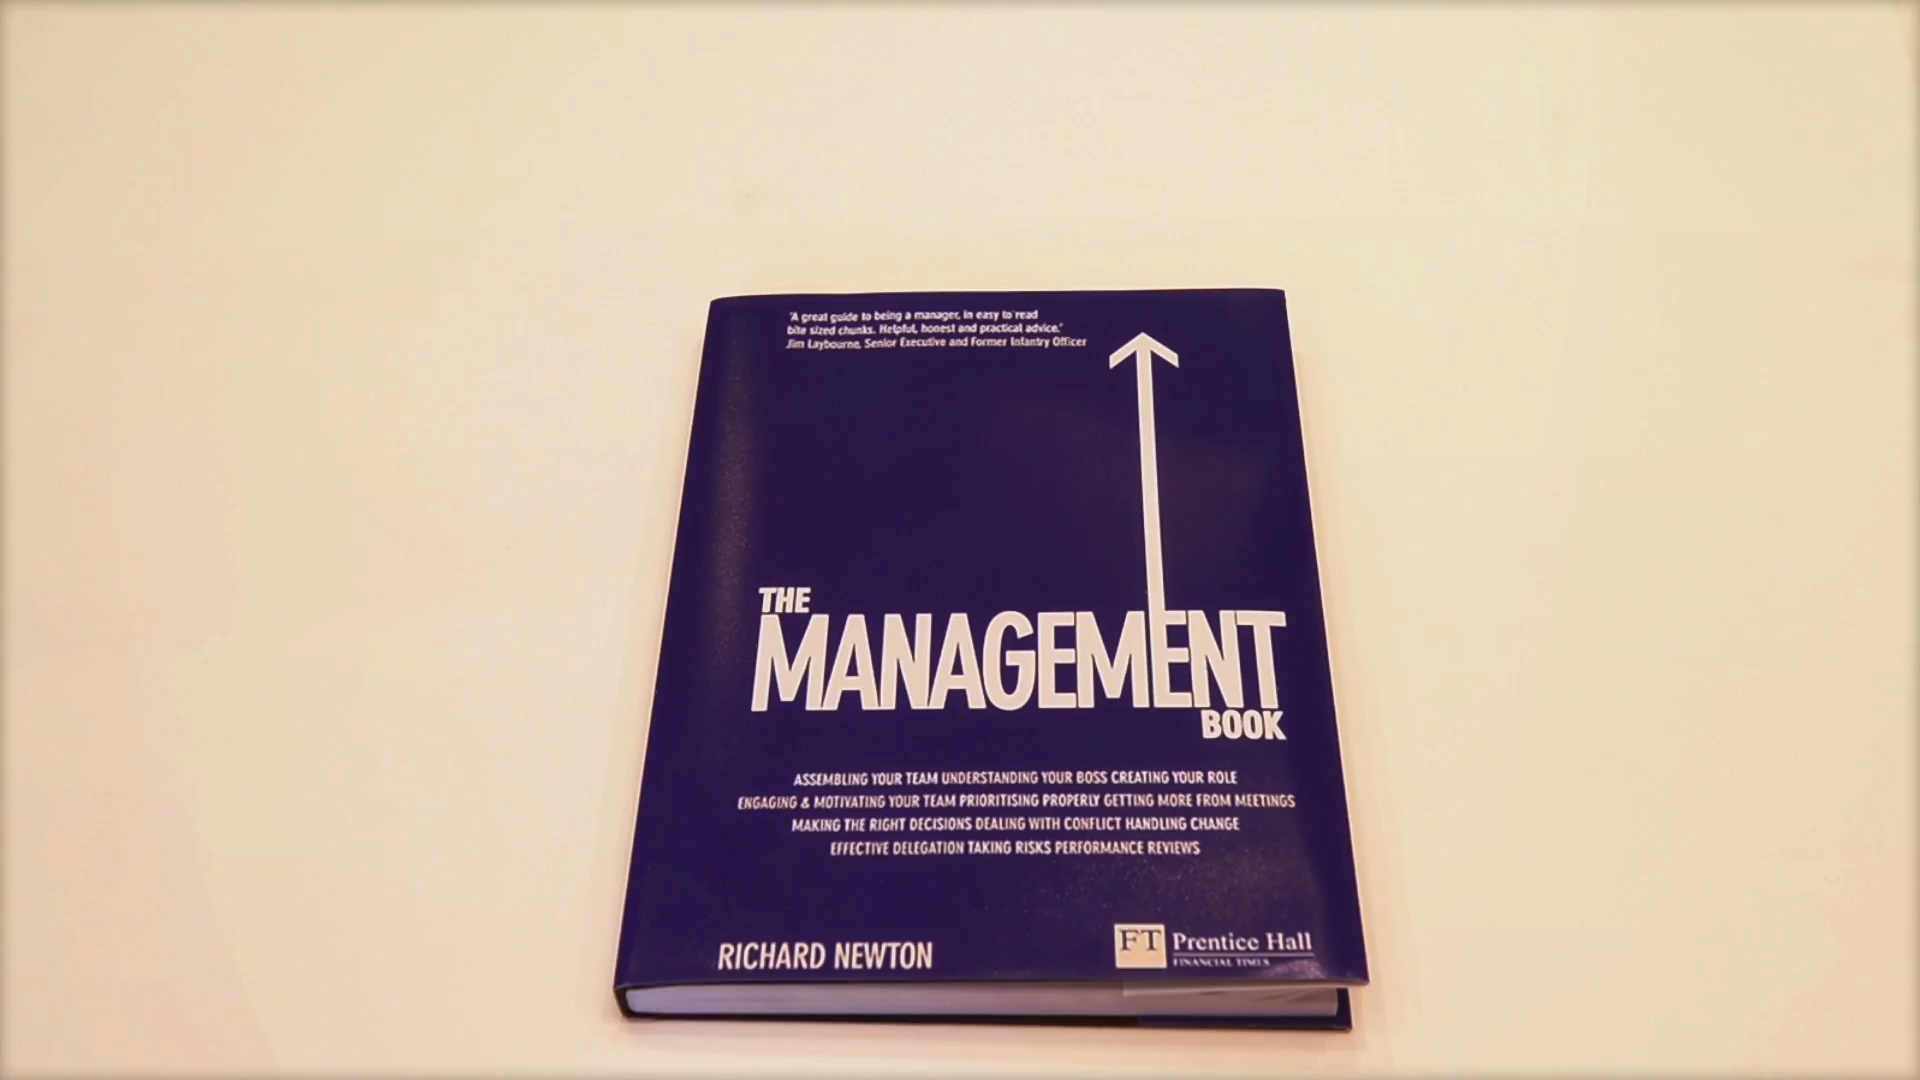 'A great guide to being a manager, in easy to read
bite sized chunks. Helpful, honest and practical advice.'
Jim Laybourne, Senior Executive and Former Infantry Officer
THE
MANAGEMENT
BOOK
ASSEMBLING YOUR TEAM UNDERSTANDING YOUR BOSS CREATING YOUR ROLE
ENGAGING & MOTIVATING YOUR TEAM PRIORITISING PROPERLY GETTING MORE FROM MEETINGS
MAKING THE RIGHT DECISIONS DEALING WITH CONFLICT HANDLING CHANGE
EFFECTIVE DELEGATION TAKING RISKS PERFORMANCE REVIEWS
RICHARD NEWTON
FT Prentice Hall
FINANCIAL TIMES